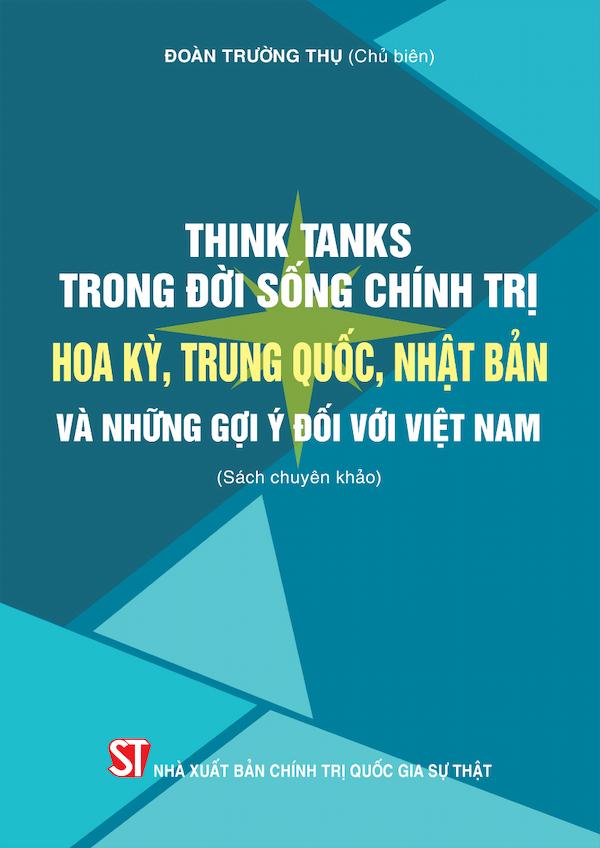 ĐOÀN TRƯỜNG THỤ (Chủ biên)
THINK TANKS
TRONG ĐỜI SỐNG CHÍNH TRỊ
HOA KỲ, TRUNG QUỐC, NHẬT BẢN
VÀ NHỮNG GỢI Ý ĐỐI VỚI VIỆT NAM
(Sách chuyên khảo)
ST NHÀ XUẤT BẢN CHÍNH TRỊ QUỐC GIA SỰ THẬT